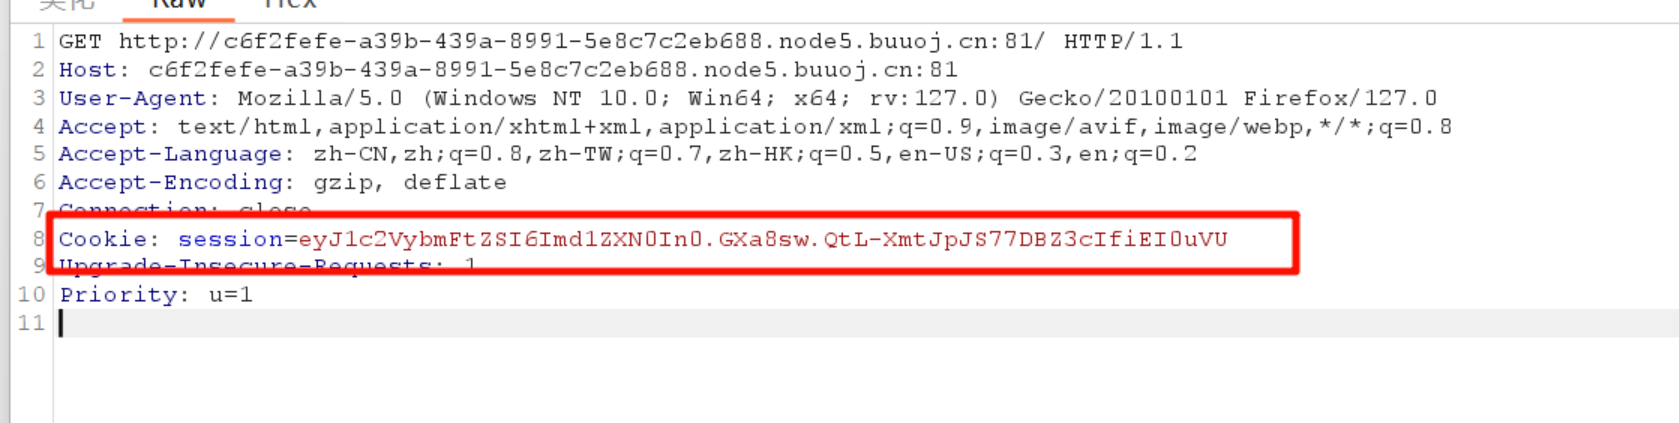 美化 Raw Hex
1 GET http://c6f2fefe-a39b-439a-8991-5e8c7c2eb688.node5.buuoj.cn:81/ HTTP/1.1
2 Host: c6f2fefe-a39b-439a-8991-5e8c7c2eb688.node5.buuoj.cn:81
3 User-Agent: Mozilla/5.0 (Windows NT 10.0; Win64; x64; rv:127.0) Gecko/20100101 Firefox/127.0
4 Accept: text/html,application/xhtml+xml,application/xml;q=0.9,image/avif,image/webp,*/*;q=0.8
5 Accept-Language: zh-CN,zh;q=0.8,zh-TW;q=0.7,zh-HK;q=0.5,en-US;q=0.3,en;q=0.2
6 Accept-Encoding: gzip, deflate
7 Connection: close
8 Cookie: session=eyJ1c2VybmFtZSI6Imd1ZXN0In0.GXa8sw.QtL-XmtJpJS77DBZ3cIfiEI0uVU
9 Upgrade-Insecure-Requests: 1
10 Priority: u=1
11